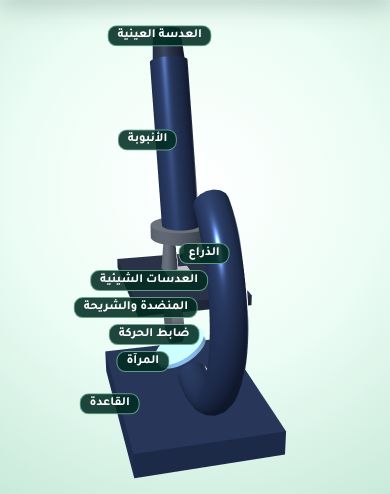 العدسة العينية
الأنبوبة
الذراع
العدسات الشيئية
المنضدة والشريحة
ضابط الحركة
المرآة
القاعدة